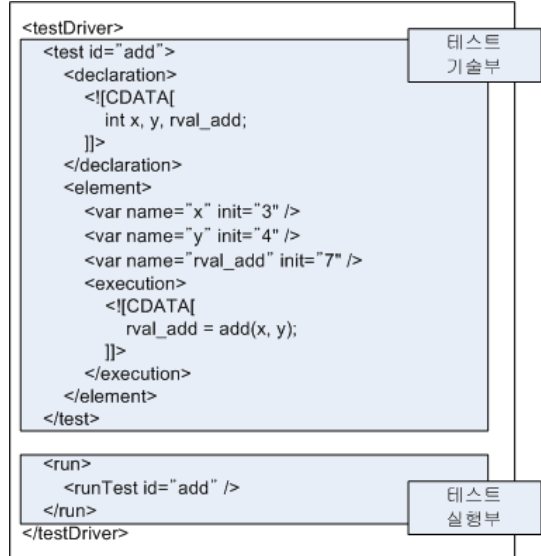 <testDriver>
테스트
기술부
<test id="add">
<declaration>
<![CDATA[
int x, y, rval_add;
]]>
</declaration>
<element>
<var name="x" init="3" />
<var name="y" init="4" />
<var name="rval_add" init="7" />
<execution>
<![CDATA[
rval_add = add(x, y);
]]>
</execution>
</element>
</test>
<run>
<runTest id="add" />
</run>
테스트
실행부
</testDriver>